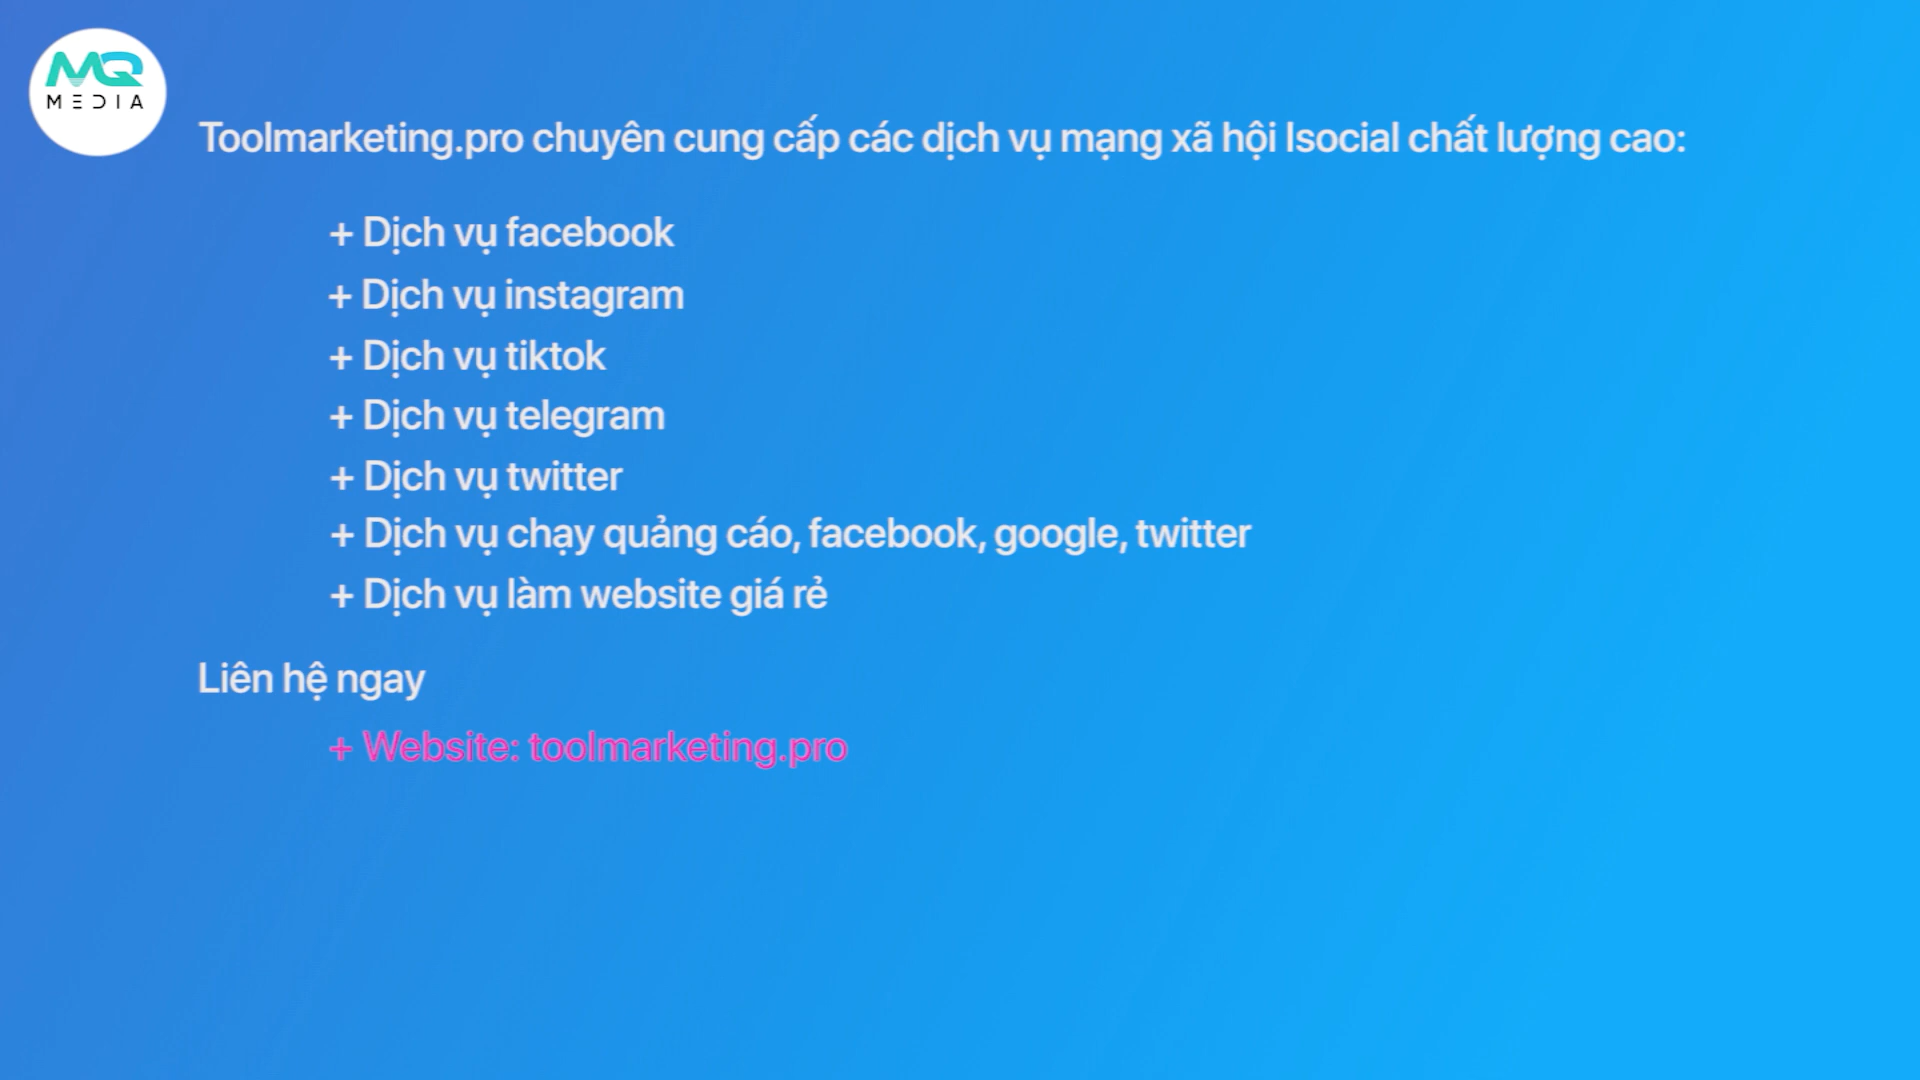 MQ
MEDIA
Toolmarketing.pro chuyên cung cấp các dịch vụ mạng xã hội Isocial chất lượng cao:
+ Dịch vụ facebook
+ Dịch vụ instagram
+ Dịch vụ tiktok
+ Dịch vụ telegram
+ Dịch vụ twitter
+ Dịch vụ chạy quảng cáo, facebook, google, twitter
+ Dịch vụ làm website giá rẻ
Liên hệ ngay
+ Website: toolmarketing.pro